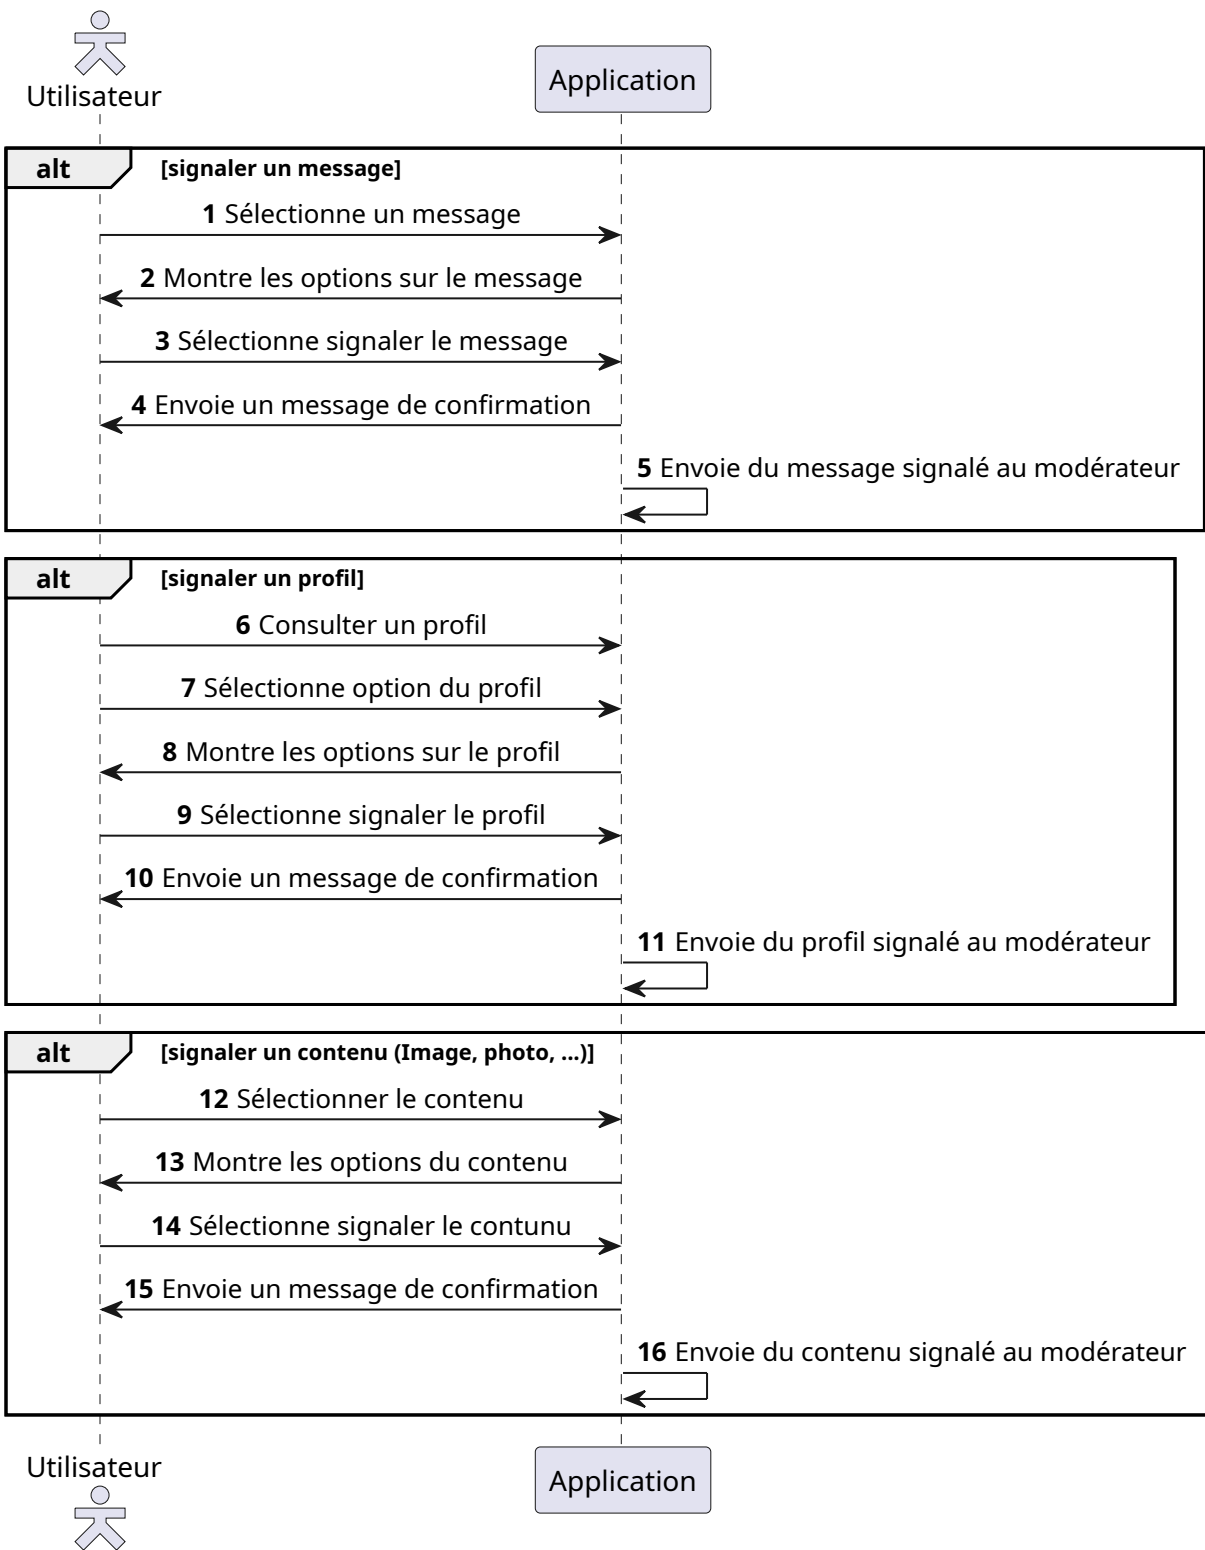 Utilisateur
Application
alt [signaler un message]
1 Sélectionne un message
2 Montre les options sur le message
3 Sélectionne signaler le message
4 Envoie un message de confirmation
5 Envoie du message signalé au modérateur
alt [signaler un profil]
6 Consulter un profil
7 Sélectionne option du profil
8 Montre les options sur le profil
9 Sélectionne signaler le profil
10 Envoie un message de confirmation
11 Envoie du profil signalé au modérateur
alt [signaler un contenu (Image, photo, ...)]
12 Sélectionner le contenu
13 Montre les options du contenu
14 Sélectionne signaler le contunu
15 Envoie un message de confirmation
16 Envoie du contenu signalé au modérateur
Utilisateur
Application